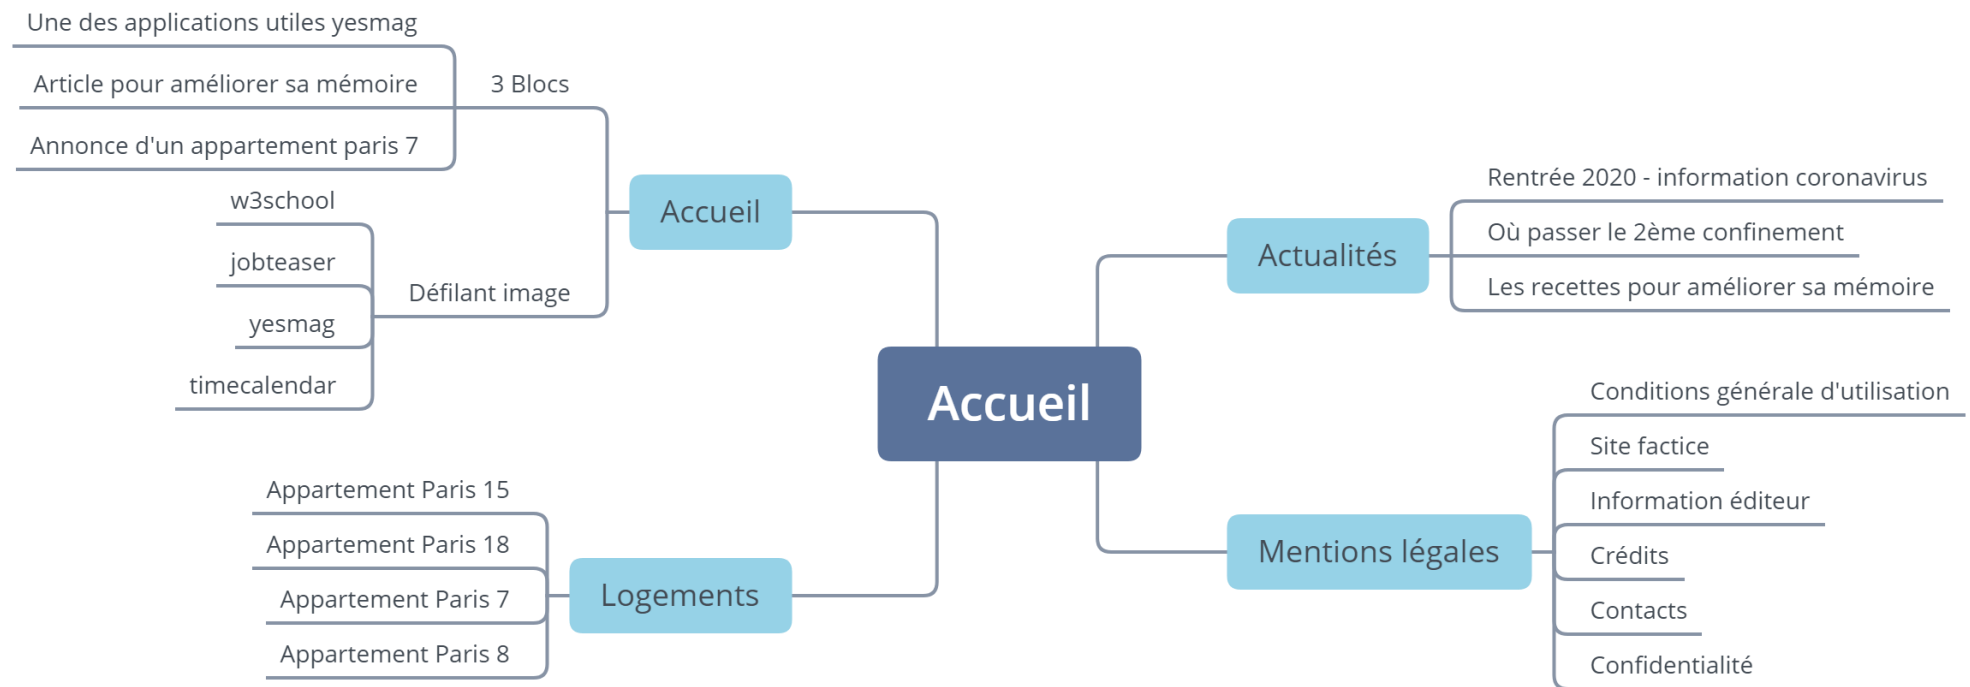 Une des applications utiles yesmag
Article pour améliorer sa mémoire
Annonce d'un appartement paris 7
3 Blocs
w3school
jobteaser
yesmag
timecalendar
Défilant image
Accueil
Appartement Paris 15
Appartement Paris 18
Appartement Paris 7
Appartement Paris 8
Logements
Accueil
Actualités
Rentrée 2020 - information coronavirus
Où passer le 2ème confinement
Les recettes pour améliorer sa mémoire
Mentions légales
Conditions générale d'utilisation
Site factice
Information éditeur
Crédits
Contacts
Confidentialité